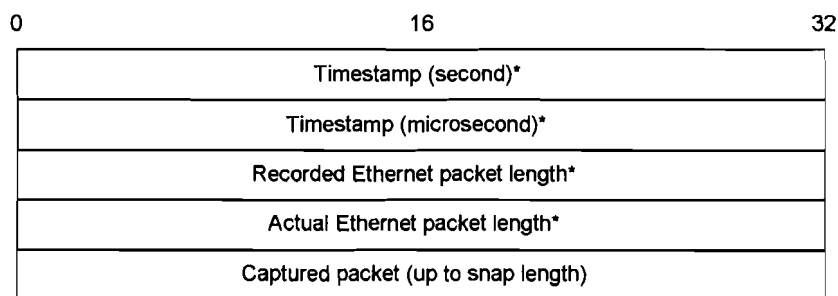 0 16 32
Timestamp (second)*
Timestamp (microsecond)*
Recorded Ethernet packet length*
Actual Ethernet packet length*
Captured packet (up to snap length)